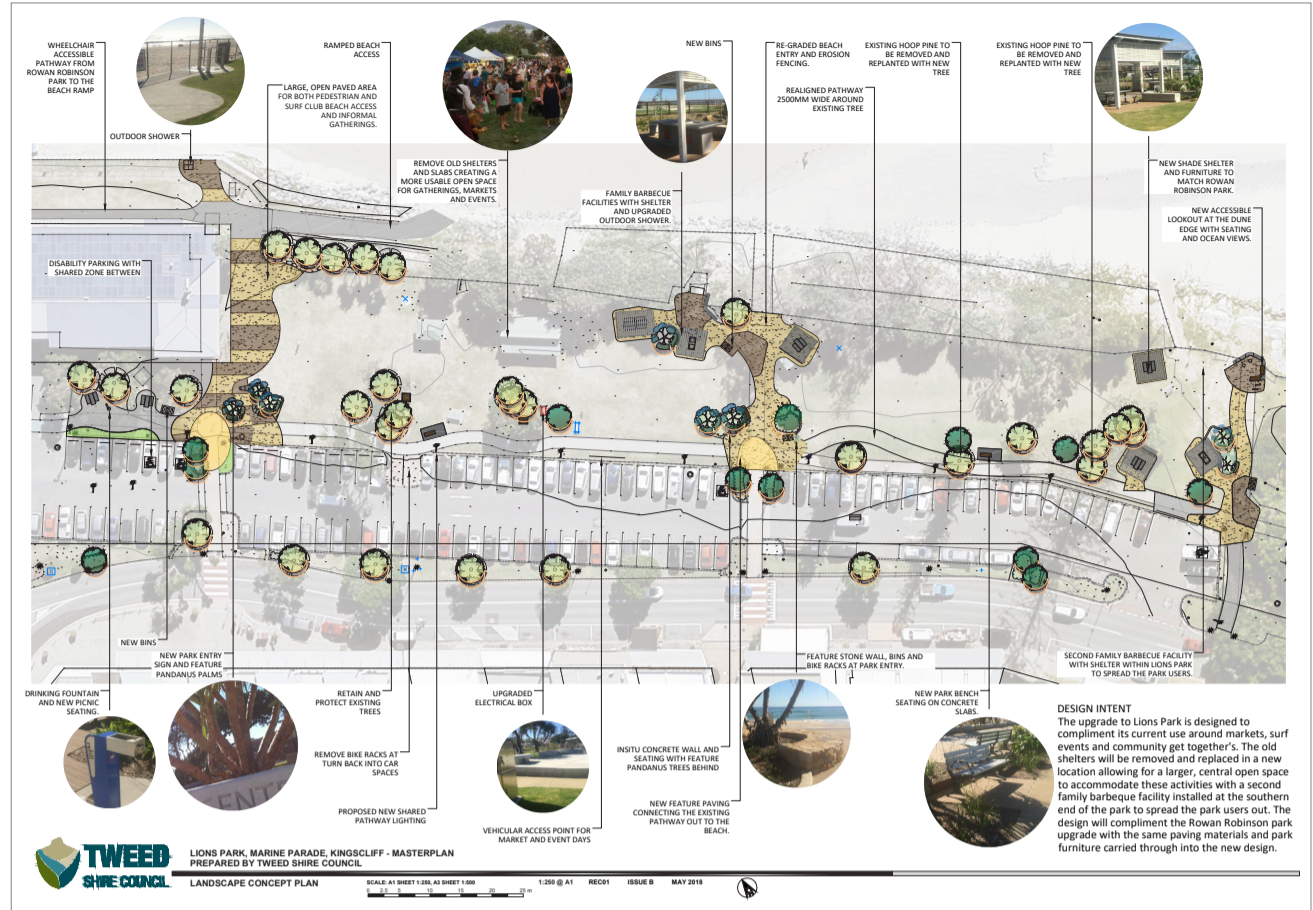 WHEELCHAIR
ACCESSIBLE
PATHWAY FROM
ROWAN ROBINSON
PARK TO THE
BEACH RAMP
OUTDOOR SHOWER
RAMPED BEACH
ACCESS
LARGE, OPEN PAVED AREA
FOR BOTH PEDESTRIAN AND
SURF CLUB BEACH ACCESS
AND INFORMAL
GATHERINGS.
REMOVE OLD SHELTERS
AND SLABS CREATING A
MORE USABLE OPEN SPACE
FOR GATHERINGS, MARKETS
AND EVENTS.
NEW BINS
FAMILY BARBECUE
FACILITIES WITH SHELTER
AND UPGRADED
OUTDOOR SHOWER.
RE-GRADED BEACH
ENTRY AND EROSION
FENCING.
REALIGNED PATHWAY
2500MM WIDE AROUND
EXISTING TREE
EXISTING HOOP PINE TO
BE REMOVED AND
REPLANTED WITH NEW
TREE
EXISTING HOOP PINE TO
BE REMOVED AND
REPLANTED WITH NEW
TREE
NEW SHADE SHELTER
AND FURNITURE TO
MATCH ROWAN
ROBINSON PARK.
NEW ACCESSIBLE
LOOKOUT AT THE DUNE
EDGE WITH SEATING
AND OCEAN VIEWS.
DISABILITY PARKING WITH
SHARED ZONE BETWEEN
NEW BINS
NEW PARK ENTRY
SIGN AND FEATURE
PANDANUS PALMS
DRINKING FOUNTAIN
AND NEW PICNIC
SEATING.
RETAIN AND
PROTECT EXISTING
TREES
REMOVE BIKE RACKS AT
TURN BACK INTO CAR
SPACES
PROPOSED NEW SHARED
PATHWAY LIGHTING
UPGRADED
ELECTRICAL BOX
VEHICULAR ACCESS POINT FOR
MARKET AND EVENT DAYS
INSITU CONCRETE WALL AND
SEATING WITH FEATURE
PANDANUS TREES BEHIND
NEW FEATURE PAVING
CONNECTING THE EXISTING
PATHWAY OUT TO THE
BEACH.
FEATURE STONE WALL, BINS AND
BIKE RACKS AT PARK ENTRY.
NEW PARK BENCH
SEATING ON CONCRETE
SLABS.
SECOND FAMILY BARBECUE FACILITY
WITH SHELTER WITHIN LIONS PARK
TO SPREAD THE PARK USERS.
DESIGN INTENT
The upgrade to Lions Park is designed to
compliment its current use around markets, surf
events and community get together's. The old
shelters will be removed and replaced in a new
location allowing for a larger, central open space
to accommodate these activities with a second
family barbeque facility installed at the southern
end of the park to spread the park users out. The
design will compliment the Rowan Robinson park
upgrade with the same paving materials and park
furniture carried through into the new design.
TWEED
SHIRE COUNCIL
LIONS PARK, MARINE PARADE, KINGSCLIFF - MASTERPLAN
PREPARED BY TWEED SHIRE COUNCIL
LANDSCAPE CONCEPT PLAN
SCALE: A1 SHEET 1:250, A3 SHEET 1:500
0 2.5 5 10 15 20 25 m
1:250 @ A1 REC01 ISSUE B MAY 2018